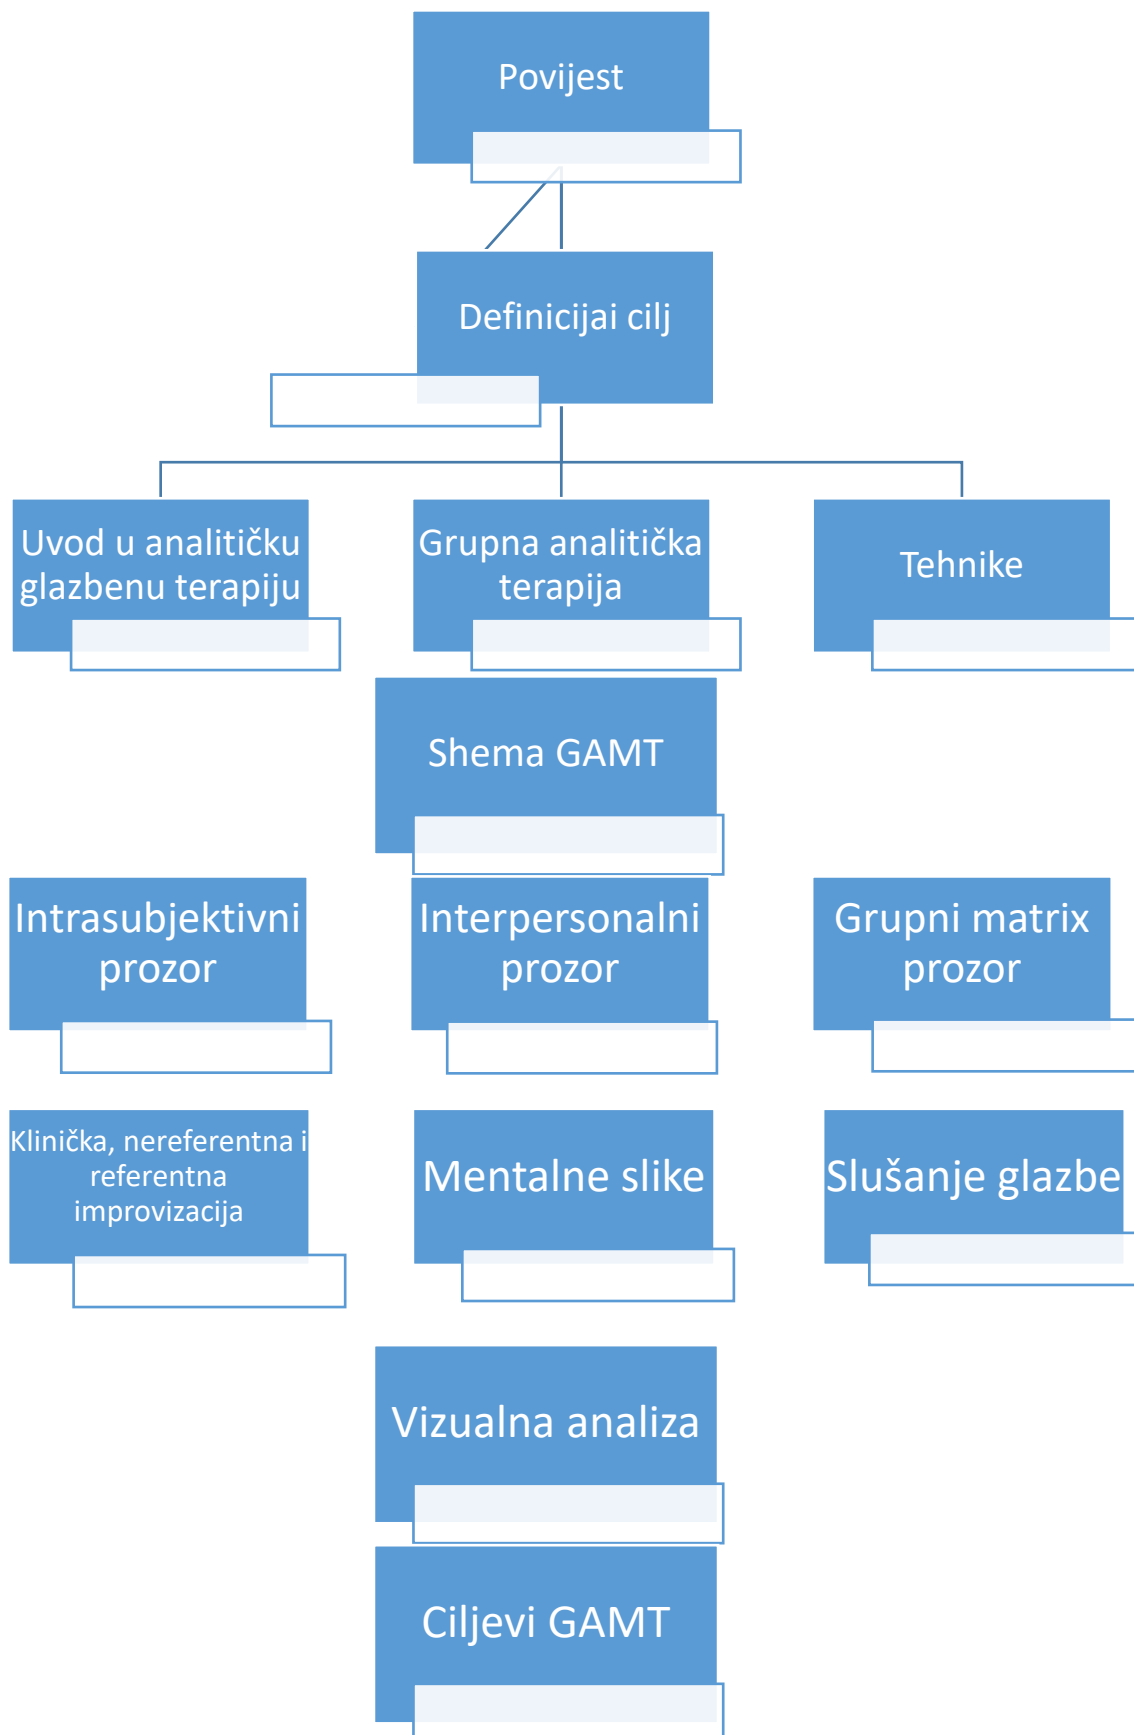 Povijest
Definicijai cilj
Uvod u analitičku
glazbenu terapiju
Grupna analitička
terapija
Tehnike
Shema GAMT
Intrasubjektivni
prozor
Interpersonalni
prozor
Grupni matrix
prozor
Klinička, nereferentna i
referentna
improvizacija
Mentalne slike
Slušanje glazbe
Vizualna analiza
Ciljevi GAMT